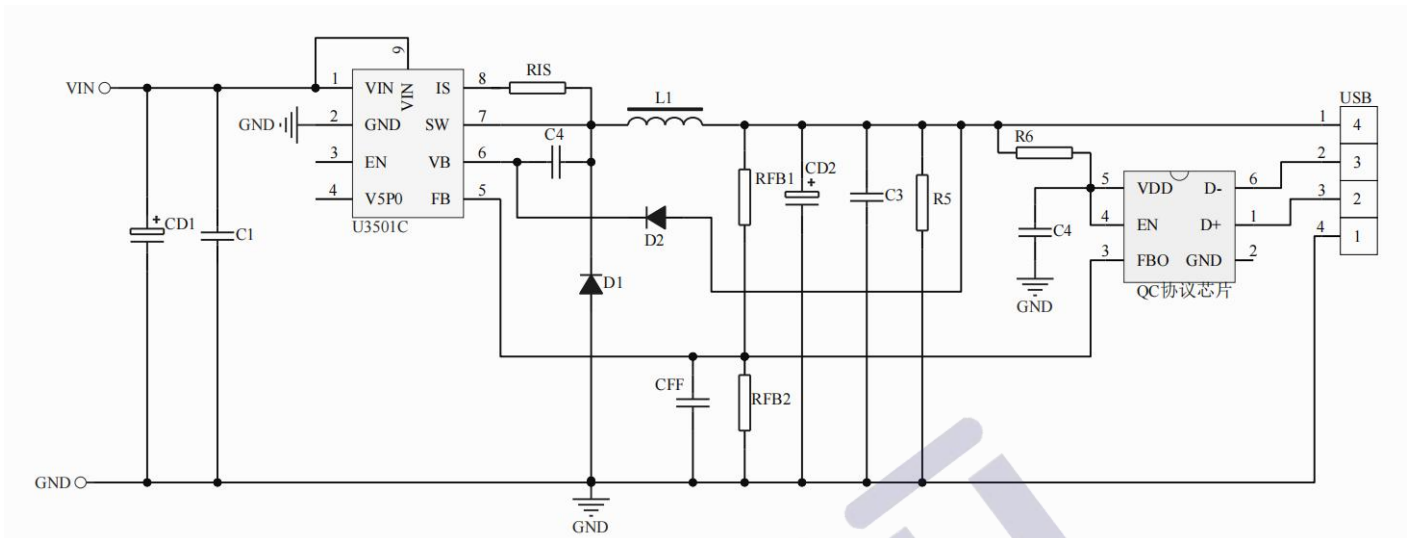 VIN
GND
CD1
C1
9
VIN
1 VIN IS 8
2 GND SW 7
3 EN VB 6
4 V5P0 FB 5
U3501C
GND
RIS
C4
L1
D2
D1
RFB1
CD2
C3
R5
CFF
RFB2
GND
R6
C4
GND
5 VDD D- 6
4 EN D+ 1
3 FBO GND 2
QC协议芯片
USB
1 4
2 3
3 2
4 1